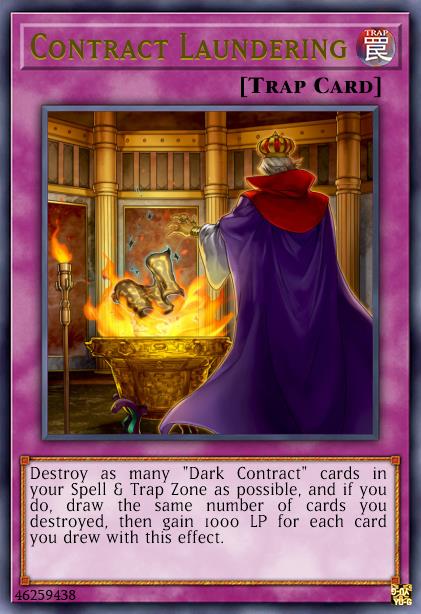 CONTRACT LAUNDERING
TRAP
罠
[TRAP CARD]
Destroy as many "Dark Contract" cards in
your Spell & Trap Zone as possible, and if you
do, draw the same number of cards you
destroyed, then gain 1000 LP for each card
you drew with this effect.
46259438